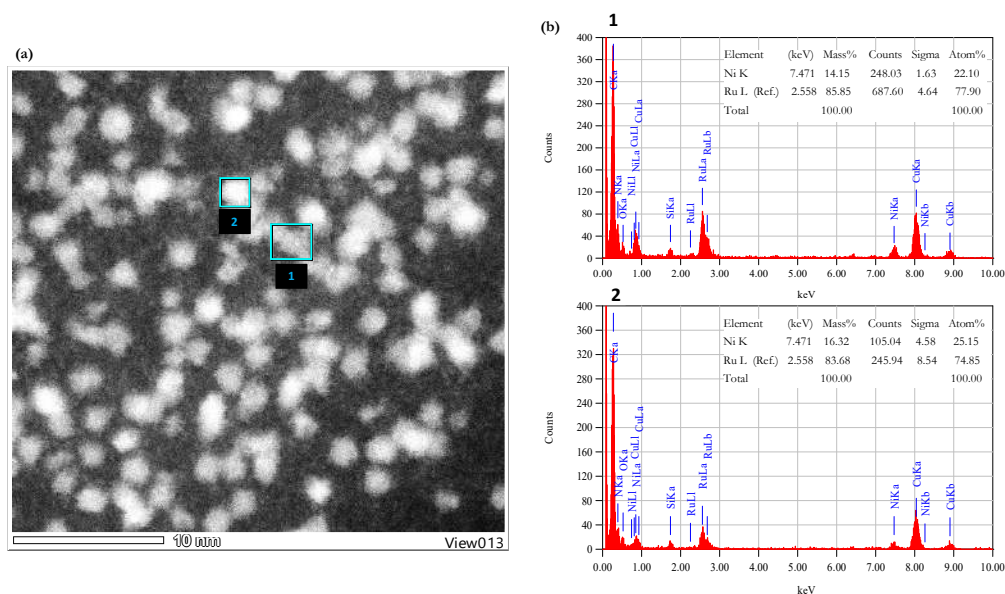 (a)
2
1
10 nm
View013
(b)
1
400
360
320
280
240
200
160
120
80
40
0
Counts
CKa
NKa
OKa
NiLl
NiLa
CuLl
CuLa
SiKa
RuLl
RuLa
RuLb
NiKa
CuKa
NiKb
CuKb
Element (keV) Mass% Counts Sigma Atom%
Ni K 7.471 14.15 248.03 1.63 22.10
Ru L (Ref.) 2.558 85.85 687.60 4.64 77.90
Total 100.00 100.00
0.00 1.00 2.00 3.00 4.00 5.00 6.00 7.00 8.00 9.00 10.00
keV
2
400
360
320
280
240
200
160
120
80
40
0
Counts
CKa
NKa
OKa
NiLl
NiLa
CuLl
CuLa
SiKa
RuLl
RuLa
RuLb
NiKa
CuKa
NiKb
CuKb
Element (keV) Mass% Counts Sigma Atom%
Ni K 7.471 16.32 105.04 4.58 25.15
Ru L (Ref.) 2.558 83.68 245.94 8.54 74.85
Total 100.00 100.00
0.00 1.00 2.00 3.00 4.00 5.00 6.00 7.00 8.00 9.00 10.00
keV